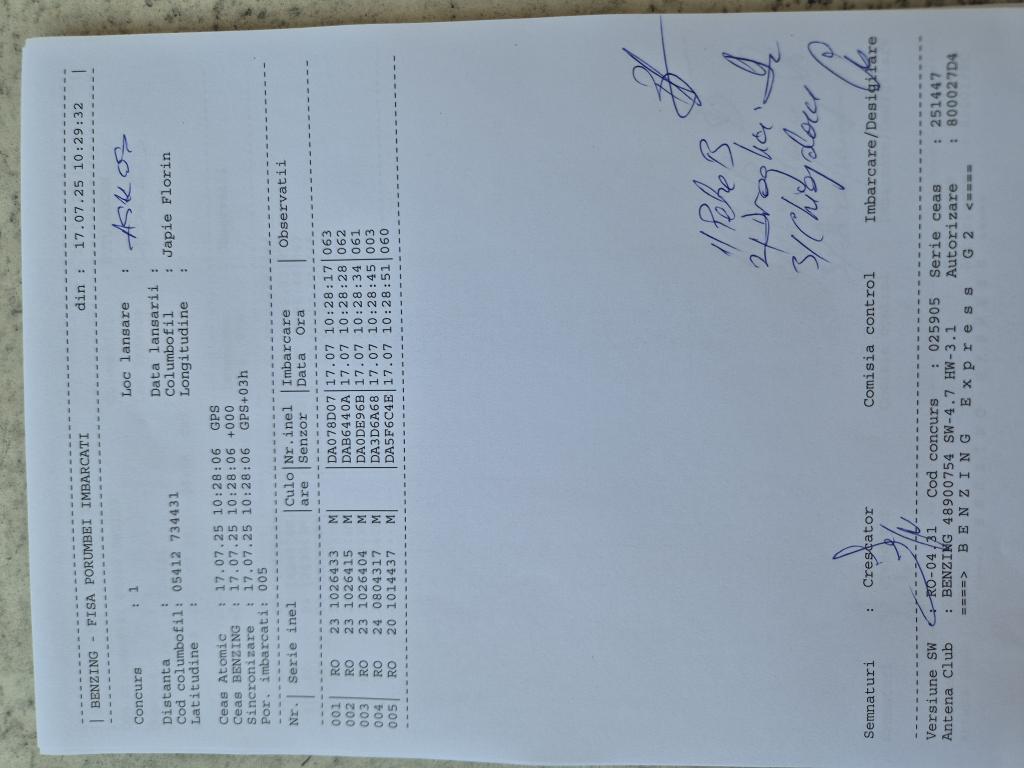 | BENZING - FISA PORUMBEI IMBARCATI din : 17.07.25 10:29:32 |
Concurs : 1 Loc lansare :
Distanta : Data lansarii :
Cod columbofil: 05412 734431 Columbofil : Japie Florin
Latitudine : Longitudine :
Ceas Atomic : 17.07.25 10:28:06 GPS
Ceas BENZING : 17.07.25 10:28:06 +000
Sincronizare : 17.07.25 10:28:06 GPS+03h
Por. imbarcati: 005
Nr.| Serie inel |Culo|Nr.inel |Imbarcare | Observatii
|are |Senzor |Data Ora |
001| RO 23 1026433 M| |DA078D07|17.07 10:28:17|063
002| RO 23 1026415 M| |DAB6440A|17.07 10:28:28|062
003| RO 23 1026404 M| |DA0DE96B|17.07 10:28:34|061
004| RO 24 0804317 M| |DA3D6A68|17.07 10:28:45|003
005| RO 20 1014437 M| |DA5F6C4E|17.07 10:28:51|060
1) Petre B
2)
3)
Semnaturi : Crescator Comisia control Imbarcare/Desigilare
Versiune SW : RO-04.31 Cod concurs : 025905 Serie ceas : 251447
Antena Club : BENZING 48900754 SW-4.7 HW-3.1 Autorizare : 800027D4
====> B E N Z I N G E x p r e s s G 2 <====